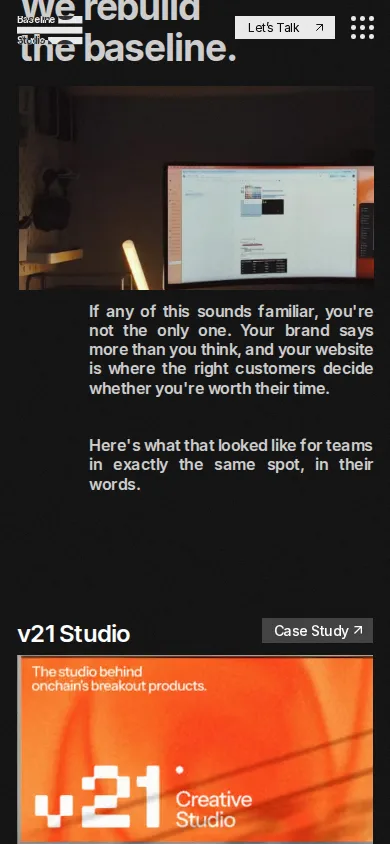 We rebuild
Baseline
Studio
Let's Talk
the baseline.
If any of this sounds familiar, you're
not the only one. Your brand says
more than you think, and your website
is where the right customers decide
whether you're worth their time.
Here's what that looked like for teams
in exactly the same spot, in their
words.
v21 Studio
Case Study
The studio behind
onchain's breakout products.
v21
Creative
Studio